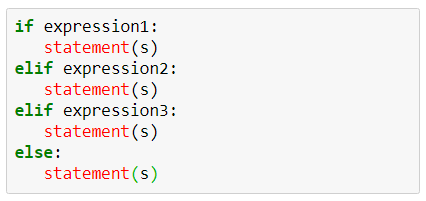 if expression1:
   statement(s)
elif expression2:
   statement(s)
elif expression3:
   statement(s)
else:
   statement(s)